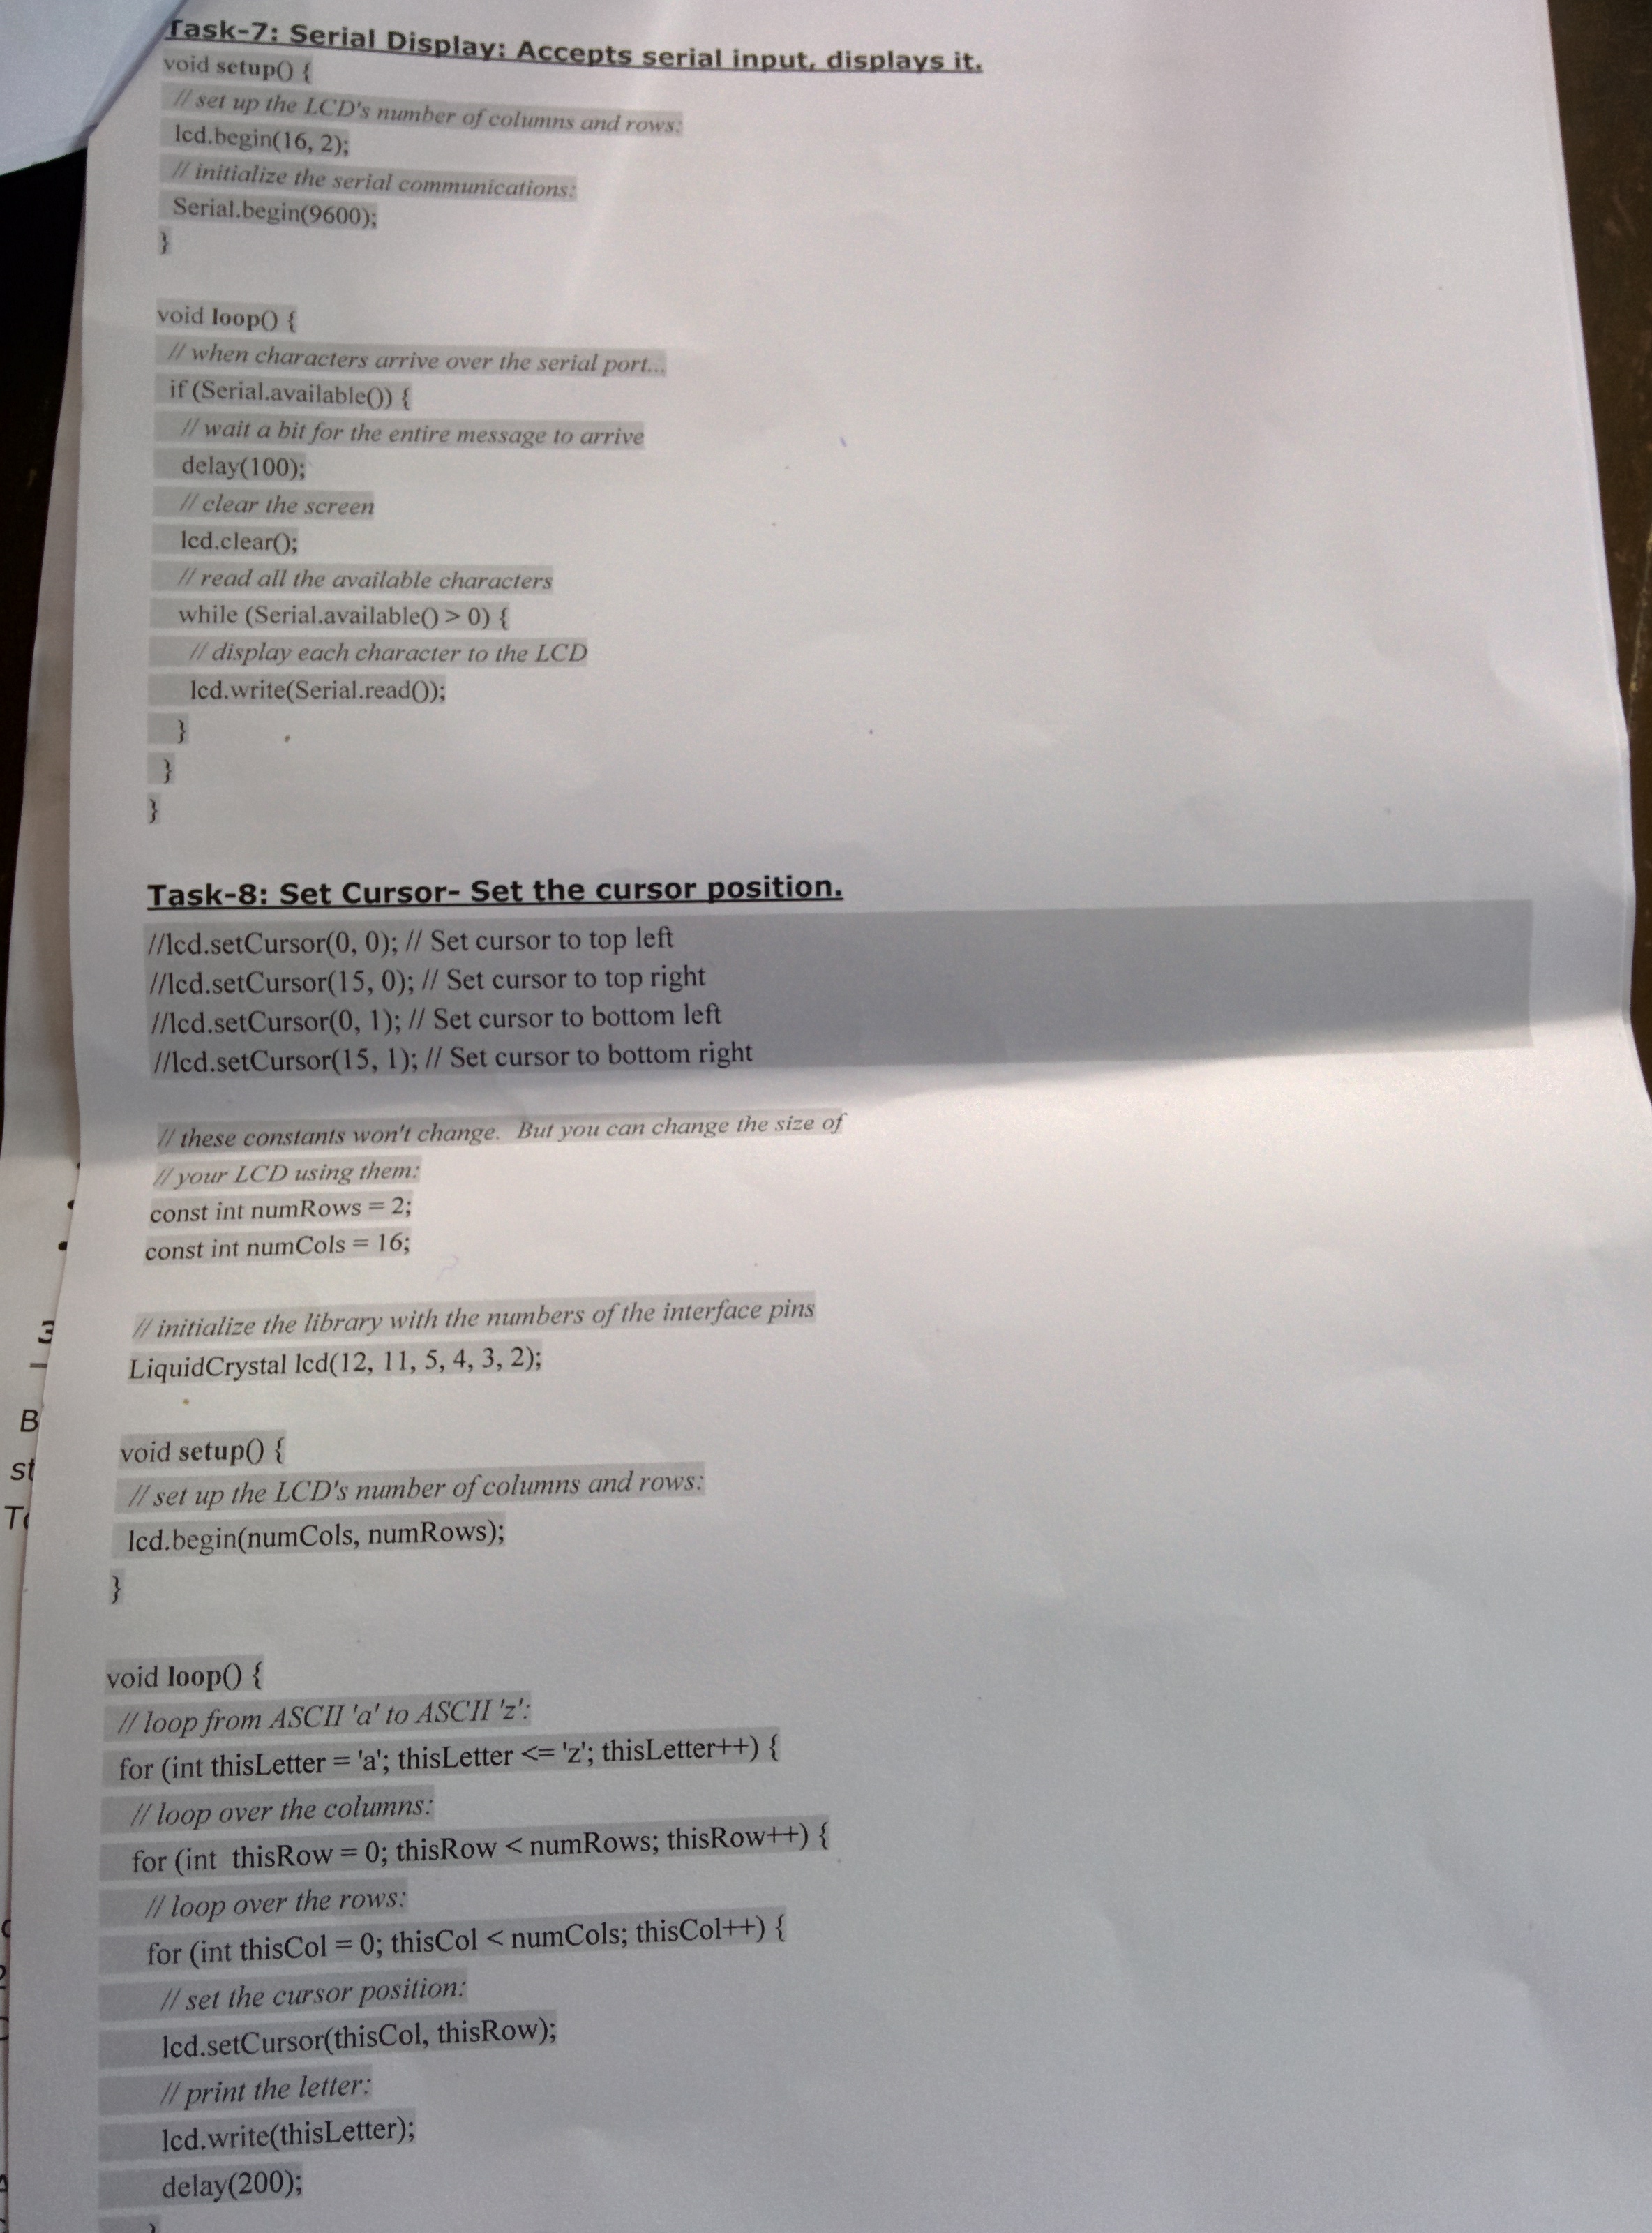 Task-7: Serial Display: Accepts serial input, displays it.
void setup() {
// set up the LCD's number of columns and rows:
lcd.begin(16, 2);
// initialize the serial communications:
Serial.begin(9600);
}
void loop() {
// when characters arrive over the serial port...
if (Serial.available()) {
// wait a bit for the entire message to arrive
delay(100);
// clear the screen
lcd.clear();
// read all the available characters
while (Serial.available() > 0) {
// display each character to the LCD
lcd.write(Serial.read());
}
}
}
Task-8: Set Cursor- Set the cursor position.
//lcd.setCursor(0, 0); // Set cursor to top left
//lcd.setCursor(15, 0); // Set cursor to top right
//lcd.setCursor(0, 1); // Set cursor to bottom left
//lcd.setCursor(15, 1); // Set cursor to bottom right
// these constants won't change.  But you can change the size of
// your LCD using them:
const int numRows = 2;
const int numCols = 16;
// initialize the library with the numbers of the interface pins
LiquidCrystal lcd(12, 11, 5, 4, 3, 2);
void setup() {
// set up the LCD's number of columns and rows:
lcd.begin(numCols, numRows);
}
void loop() {
// loop from ASCII 'a' to ASCII 'z':
for (int thisLetter = 'a'; thisLetter <= 'z'; thisLetter++) {
// loop over the columns:
for (int  thisRow = 0; thisRow < numRows; thisRow++) {
// loop over the rows:
for (int thisCol = 0; thisCol < numCols; thisCol++) {
// set the cursor position:
lcd.setCursor(thisCol, thisRow);
// print the letter:
lcd.write(thisLetter);
delay(200);
3
B
st